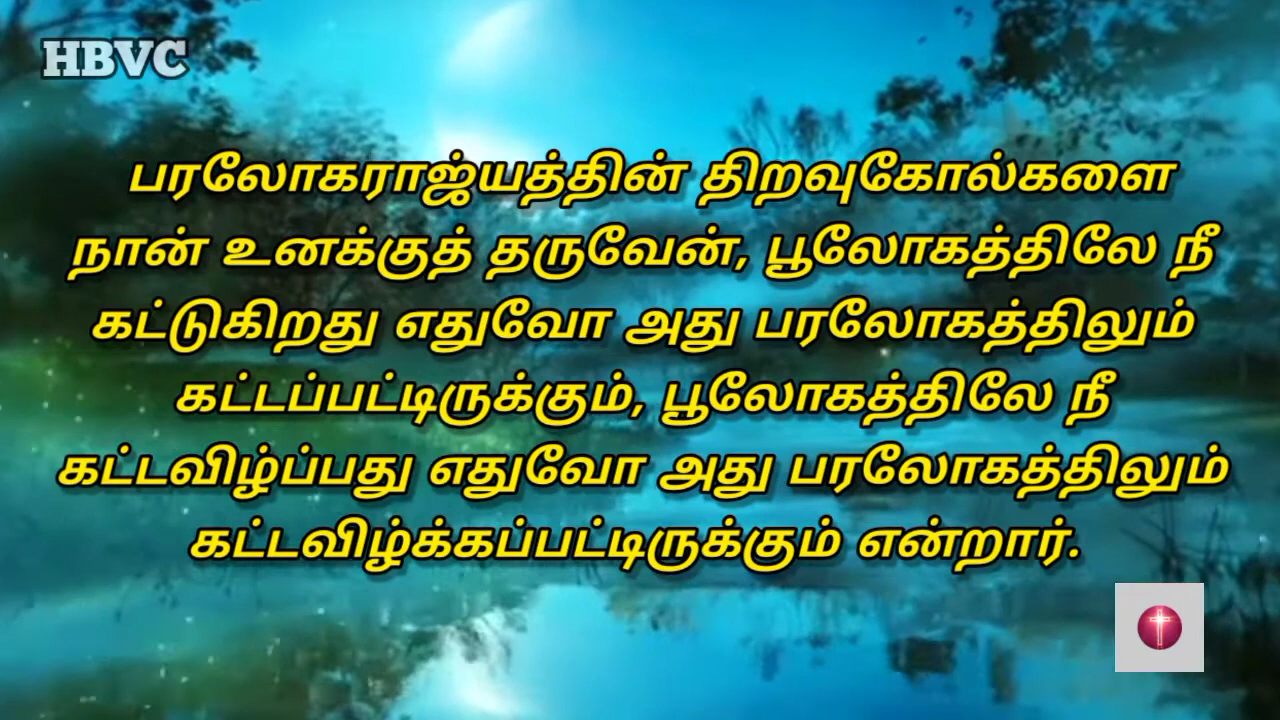 HBVC
பரலோகராஜ்யத்தின் திறவுகோல்களை
நான் உனக்குத் தருவேன், பூலோகத்திலே நீ
கட்டுகிறது எதுவோ அது பரலோகத்திலும்
கட்டப்பட்டிருக்கும், பூலோகத்திலே நீ
கட்டவிழ்ப்பது எதுவோ அது பரலோகத்திலும்
கட்டவிழ்க்கப்பட்டிருக்கும் என்றார்.